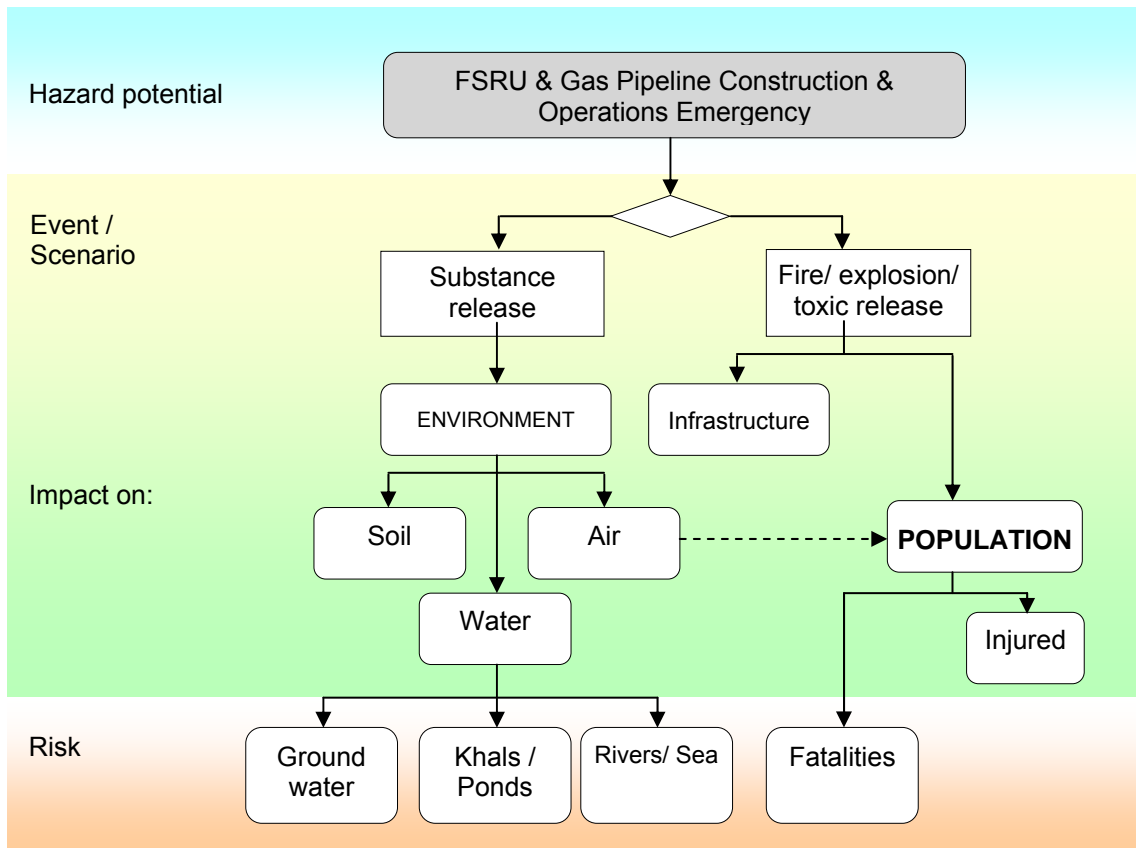 Hazard potential
FSRU & Gas Pipeline Construction &
Operations Emergency
Event /
Scenario
Substance
release
Fire/ explosion/
toxic release
ENVIRONMENT
Infrastructure
Impact on:
Soil
Air
POPULATION
Water
Injured
Risk
Ground
water
Khals /
Ponds
Rivers/ Sea
Fatalities